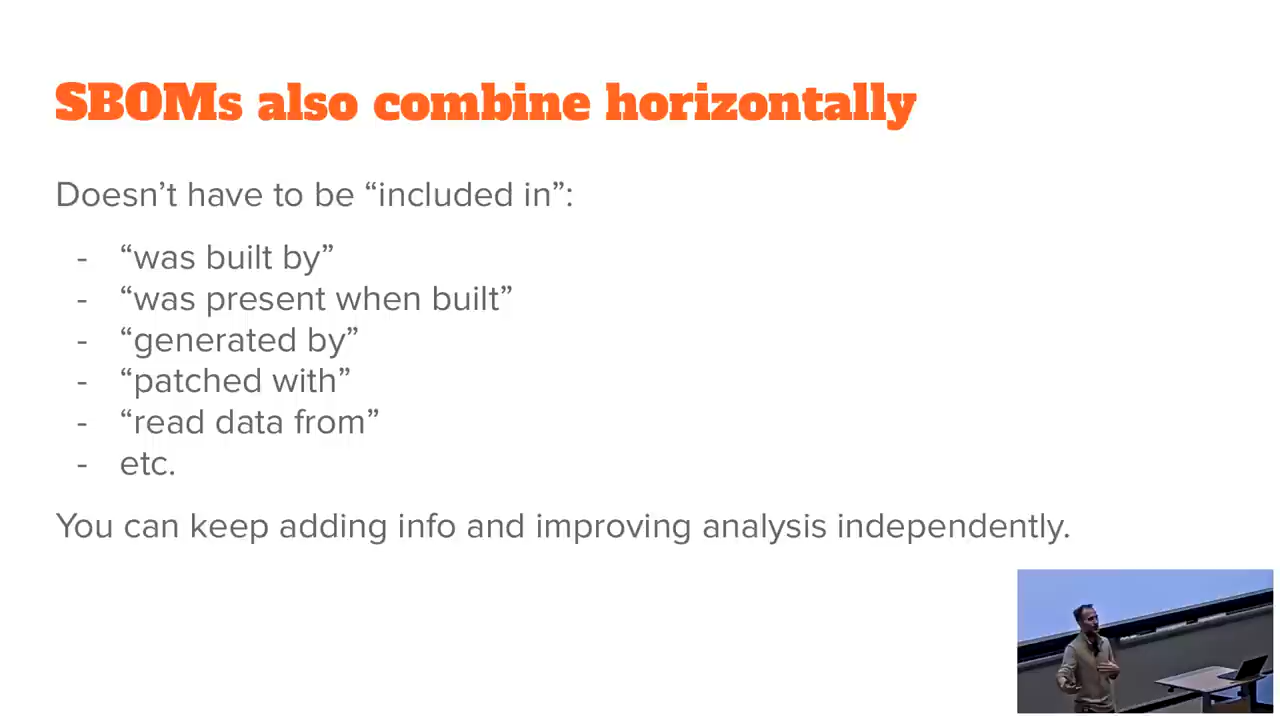 SBOMs also combine horizontally
Doesn’t have to be “included in”:
- “was built by”
- “was present when built”
- “generated by”
- “patched with”
- “read data from”
- etc.
You can keep adding info and improving analysis independently.